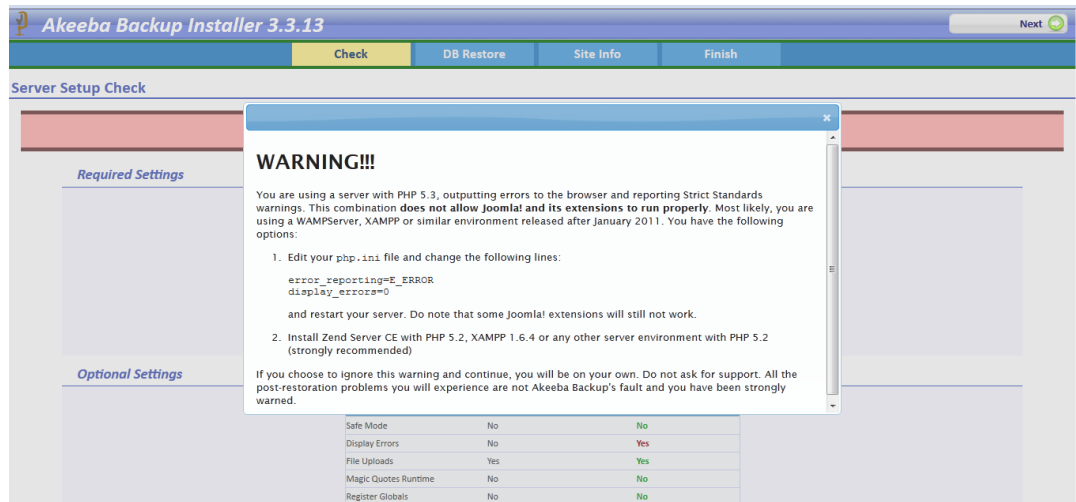 Akeeba Backup Installer 3.3.13
Next
Check DB Restore Site Info Finish
Server Setup Check
WARNING!!!
Required Settings
You are using a server with PHP 5.3, outputting errors to the browser and reporting Strict Standards
warnings. This combination does not allow Joomla! and its extensions to run properly. Most likely, you are
using a WAMPServer, XAMPP or similar environment released after January 2011. You have the following
options:
1. Edit your php.ini file and change the following lines:
error_reporting=E_ERROR
display_errors=0
and restart your server. Do note that some Joomla! extensions will still not work.
2. Install Zend Server CE with PHP 5.2, XAMPP 1.6.4 or any other server environment with PHP 5.2
(strongly recommended)
Optional Settings
If you choose to ignore this warning and continue, you will be on your own. Do not ask for support. All the
post-restoration problems you will experience are not Akeeba Backup's fault and you have been strongly
warned.
Safe Mode No No
Display Errors No Yes
File Uploads Yes Yes
Magic Quotes Runtime No No
Register Globals No No